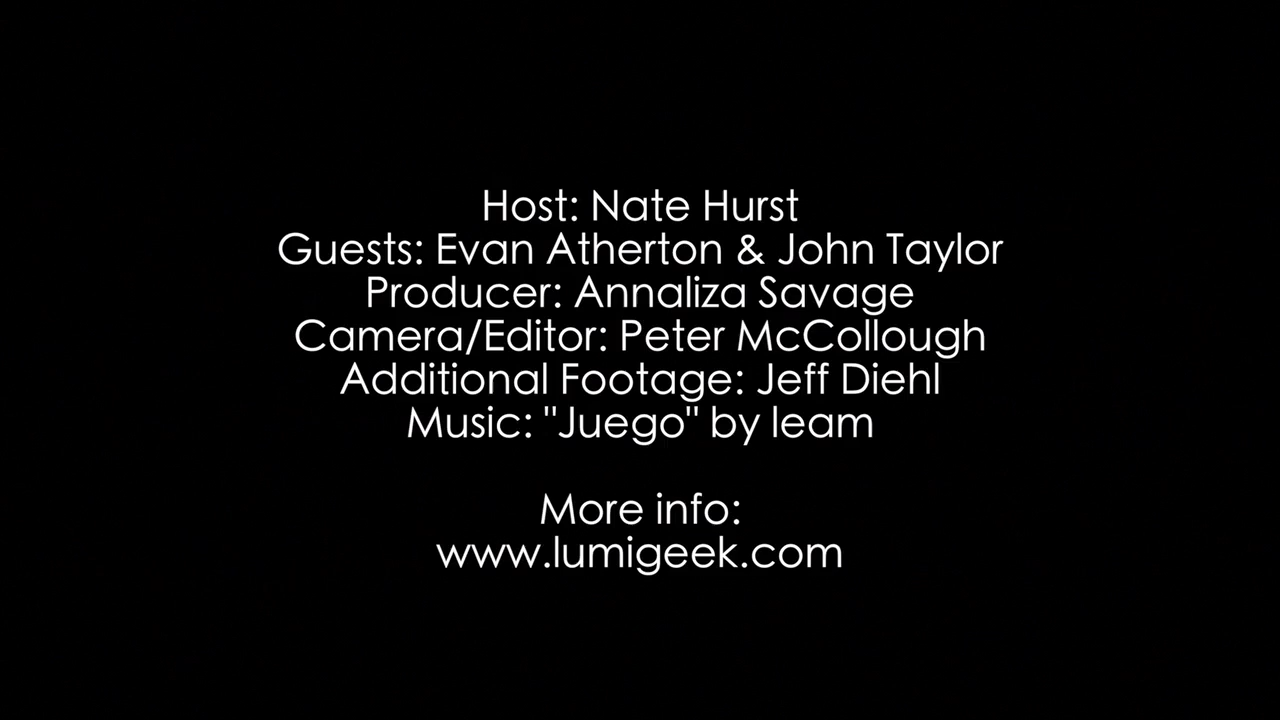 Host: Nate Hurst
Guests: Evan Atherton & John Taylor
Producer: Annaliza Savage
Camera/Editor: Peter McCollough
Additional Footage: Jeff Diehl
Music: "Juego" by leam

More info:
www.lumigeek.com